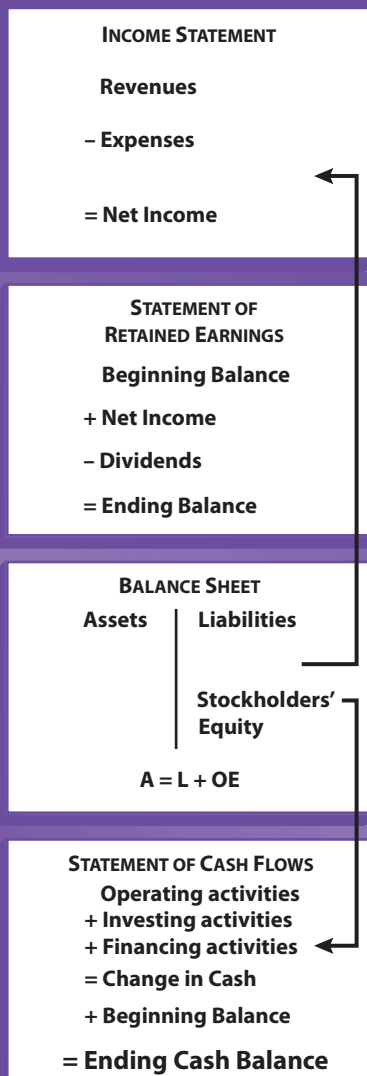 INCOME STATEMENT
Revenues
– Expenses
= Net Income
STATEMENT OF
RETAINED EARNINGS
Beginning Balance
+ Net Income
– Dividends
= Ending Balance
BALANCE SHEET
Assets Liabilities
Stockholders’
Equity
A = L + OE
STATEMENT OF CASH FLOWS
Operating activities
+ Investing activities
+ Financing activities
= Change in Cash
+ Beginning Balance
= Ending Cash Balance